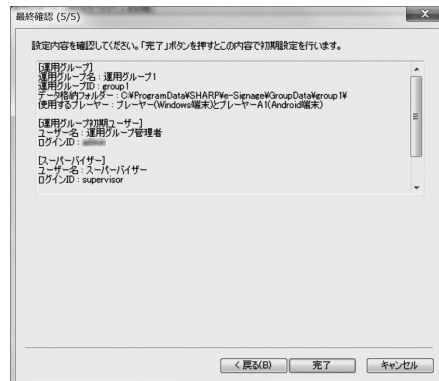 最終確認 (5/5)
設定内容を確認してください。「完了」ボタンを押すとこの内容で初期設定を行います。
[運用グループ]
運用グループ名 : 運用グループ1
運用グループID : group1
データ格納フォルダー : C:¥ProgramData¥SHARP¥e-Signage¥GroupData¥group1¥
使用するプレーヤー : プレーヤー(Windows端末)とプレーヤーA1(Android端末)
[運用グループ初期ユーザー]
ユーザー名 : 運用グループ管理者
ログインID :
[スーパーバイザー]
ユーザー名 : スーパーバイザー
ログインID : supervisor
< 戻る(B)
完了
キャンセル